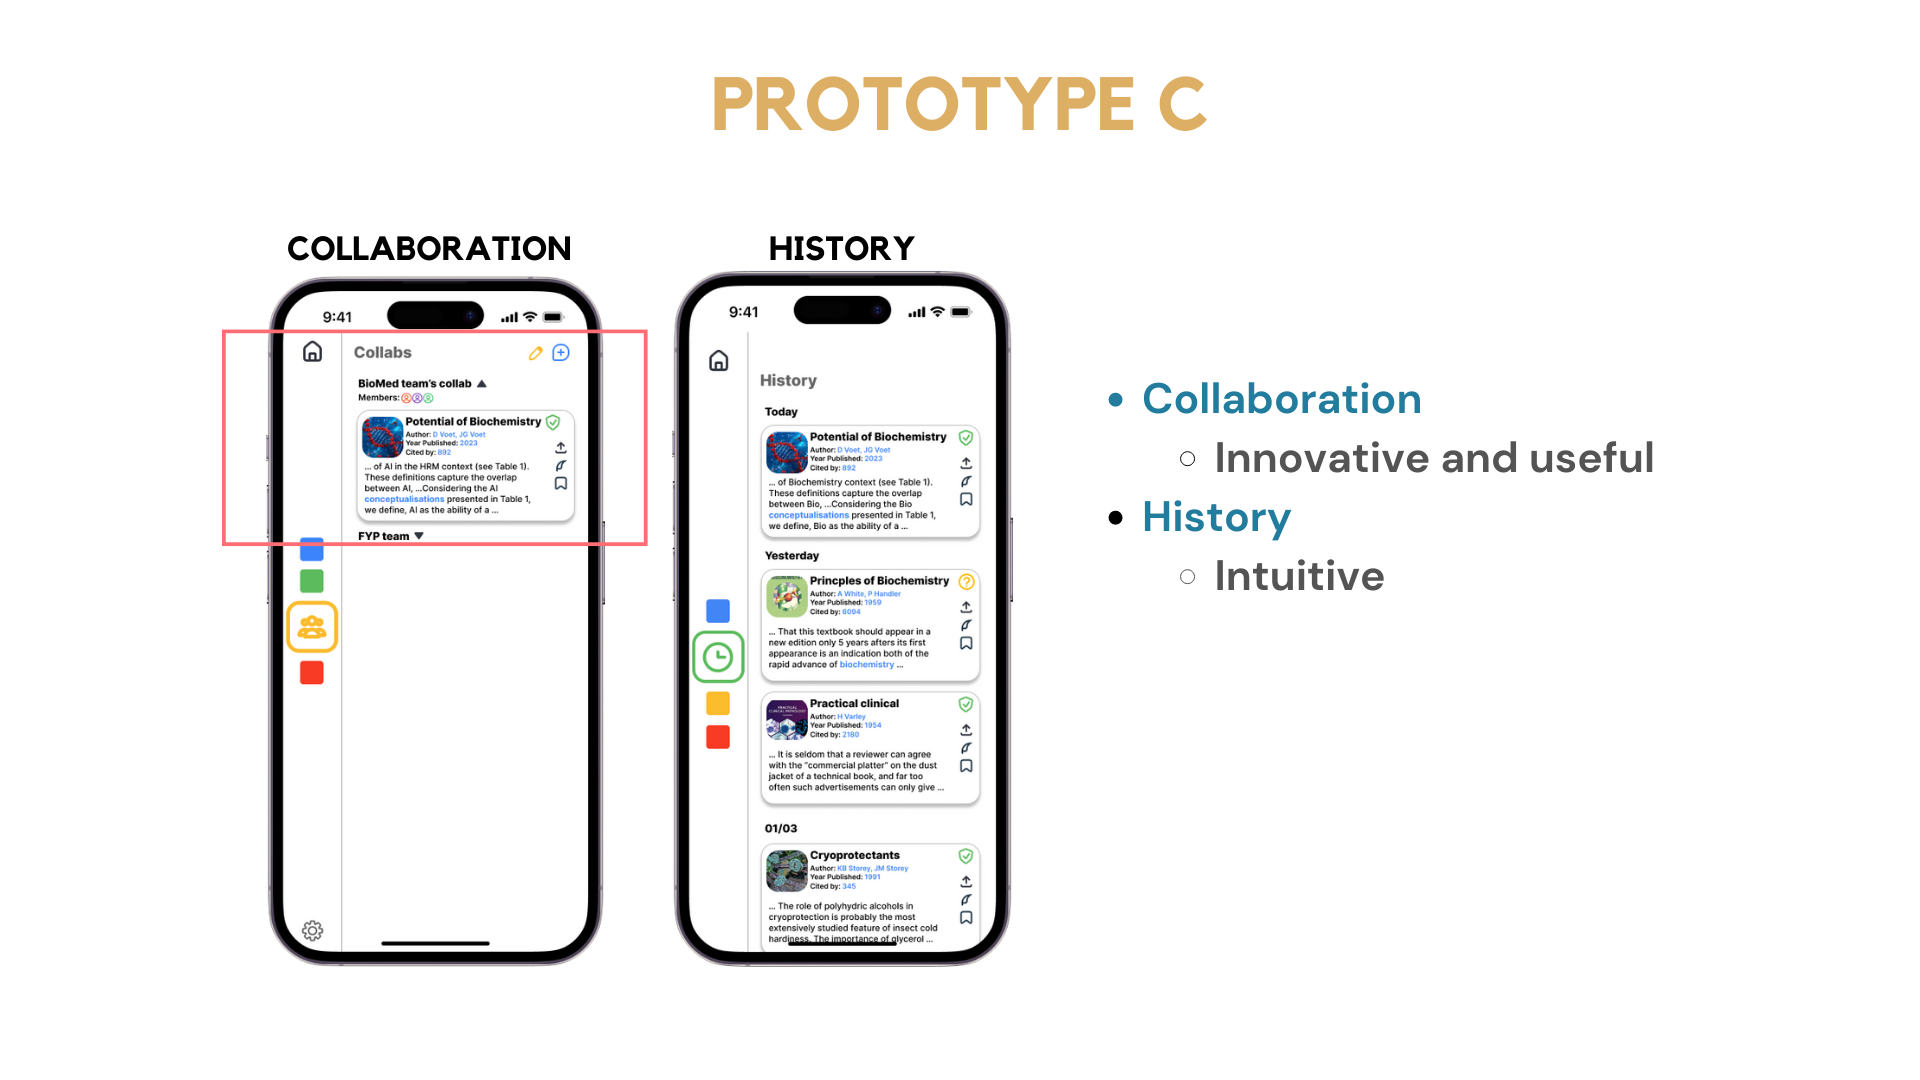 PROTOTYPE C
COLLABORATION
9:41
Collabs
BioMed team's collab
Members:
Potential of Biochemistry
Author: D Voet, JG Voet
Year Published: 2023
Cited by: 892
... of AI in the HRM context (see Table 1).
These definitions capture the overlap
between AI, ...Considering the AI
conceptualisations presented in Table 1,
we define, AI as the ability of a ...
FYP team
HISTORY
9:41
History
Today
Potential of Biochemistry
Author: D Voet, JG Voet
Year Published: 2023
Cited by: 892
... of Biochemistry context (see Table 1).
These definitions capture the overlap
between Bio, ...Considering the Bio
conceptualisations presented in Table 1,
we define, Bio as the ability of a ...
Yesterday
Princples of Biochemistry
Author: A White, P Handler
Year Published: 1959
Cited by: 6094
... That this textbook should appear in a
new edition only 5 years afters its first
appearance is an indication both of the
rapid advance of biochemistry ...
Practical clinical
Author: H Varley
Year Published: 1954
Cited by: 2180
... It is seldom that a reviewer can agree
with the "commercial platter" on the dust
jacket of a technical book, and far too
often such advertisements can only give ...
01/03
Cryoprotectants
Author: KB Storey, JM Storey
Year Published: 1991
Cited by: 345
... The role of polyhydric alcohols in
cryoprotection is probably the most
extensively studied feature of insect cold
hardiness. The importance of glycerol ...
Collaboration
Innovative and useful
History
Intuitive